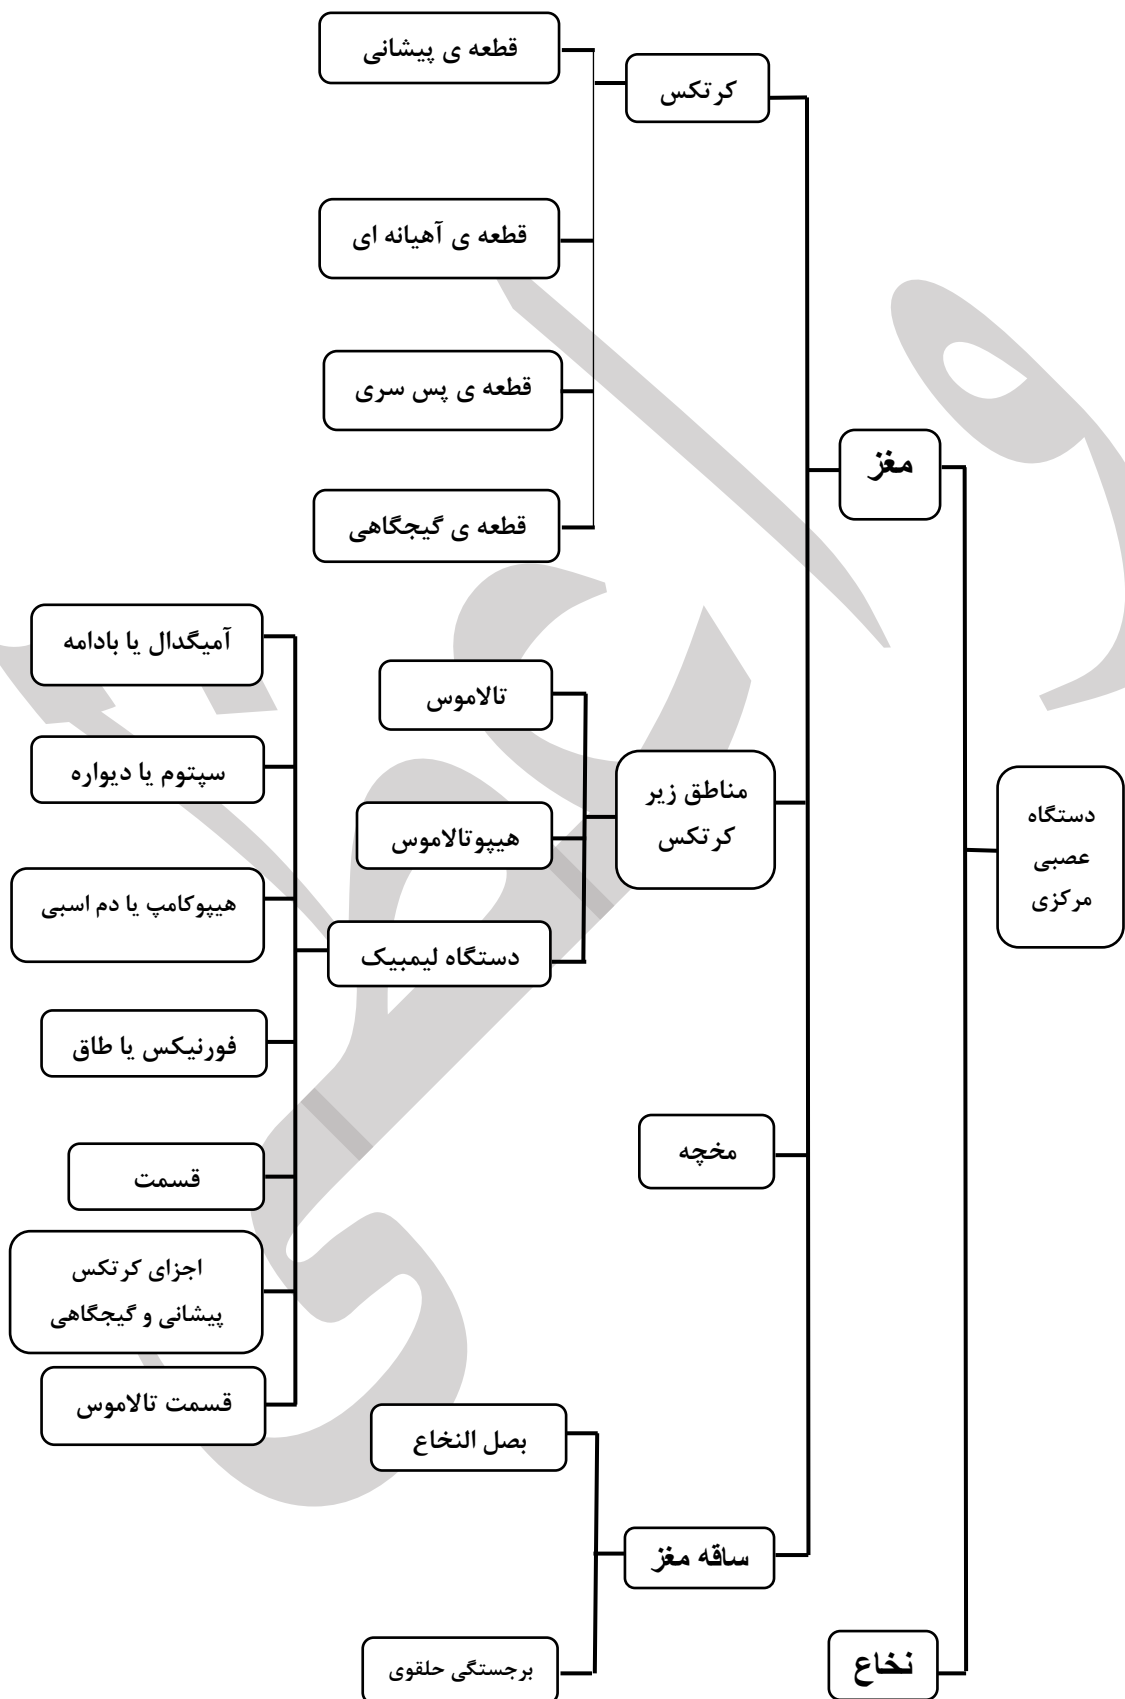 دستگاه
عصبی
مرکزی
مغز
نخاع
کرتکس
مناطق زیر
کرتکس
مخچه
ساقه مغز
قطعه ی پیشانی
قطعه ی آهیانه ای
قطعه ی پس سری
قطعه ی گیجگاهی
تالاموس
هیپوتالاموس
دستگاه لیمبیک
بصل النخاع
برجستگی حلقوی
آمیگدال یا بادامه
سپتوم یا دیواره
هیپوکامپ یا دم اسبی
فورنیکس یا طاق
قسمت
اجزای کرتکس
پیشانی و گیجگاهی
قسمت تالاموس